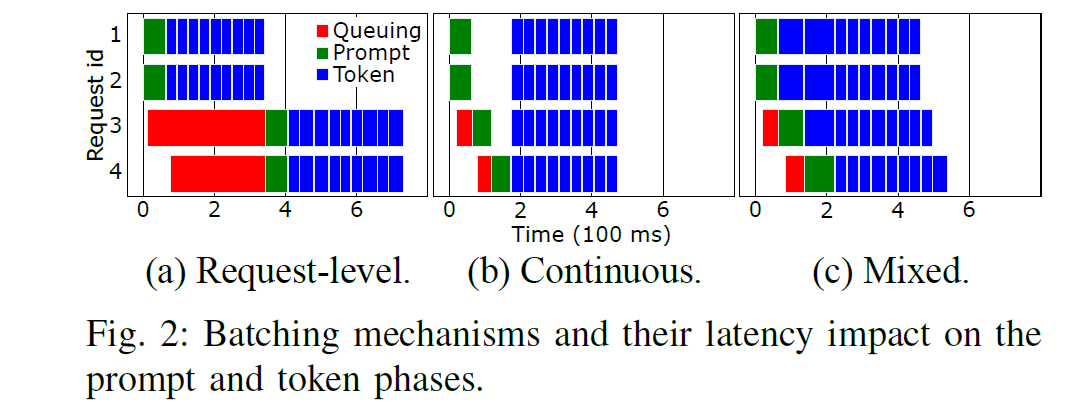 Request id
1
2
3
4
Queuing
Prompt
Token
0 2 4 6
0 2 4 6
0 2 4 6
Time (100 ms)
(a) Request-level.
(b) Continuous.
(c) Mixed.
Fig. 2: Batching mechanisms and their latency impact on the
prompt and token phases.